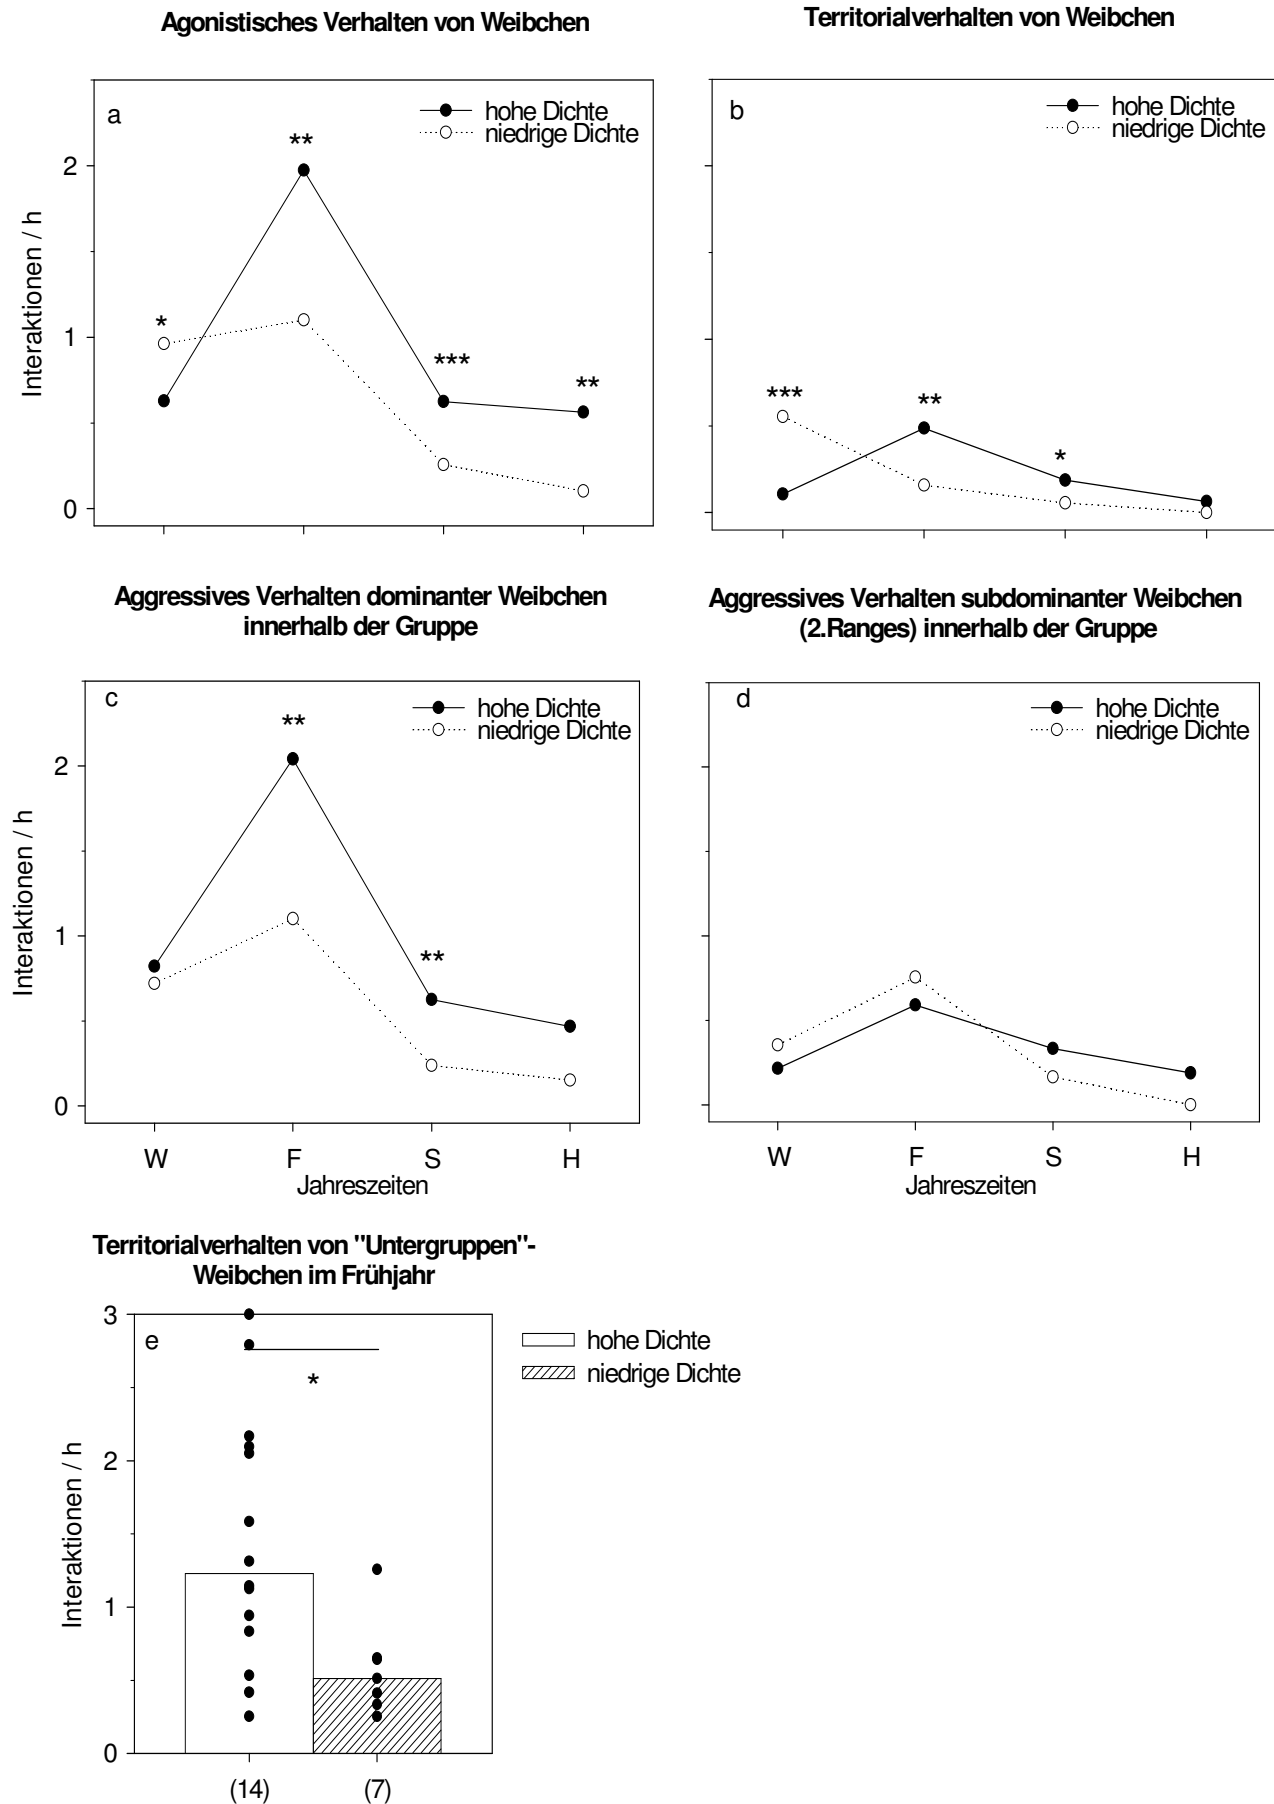 Agonistisches Verhalten von Weibchen
a
hohe Dichte
niedrige Dichte
**
*
***
**
2
1
0
Interaktionen / h
Territorialverhalten von Weibchen
b
hohe Dichte
niedrige Dichte
***
**
*
Aggressives Verhalten dominanter Weibchen
innerhalb der Gruppe
c
hohe Dichte
niedrige Dichte
**
**
2
1
0
Interaktionen / h
W F S H
Jahreszeiten
Aggressives Verhalten subdominanter Weibchen
(2.Ranges) innerhalb der Gruppe
d
hohe Dichte
niedrige Dichte
W F S H
Jahreszeiten
Territorialverhalten von "Untergruppen"-
Weibchen im Frühjahr
e
hohe Dichte
niedrige Dichte
*
3
2
1
0
Interaktionen / h
(14) (7)